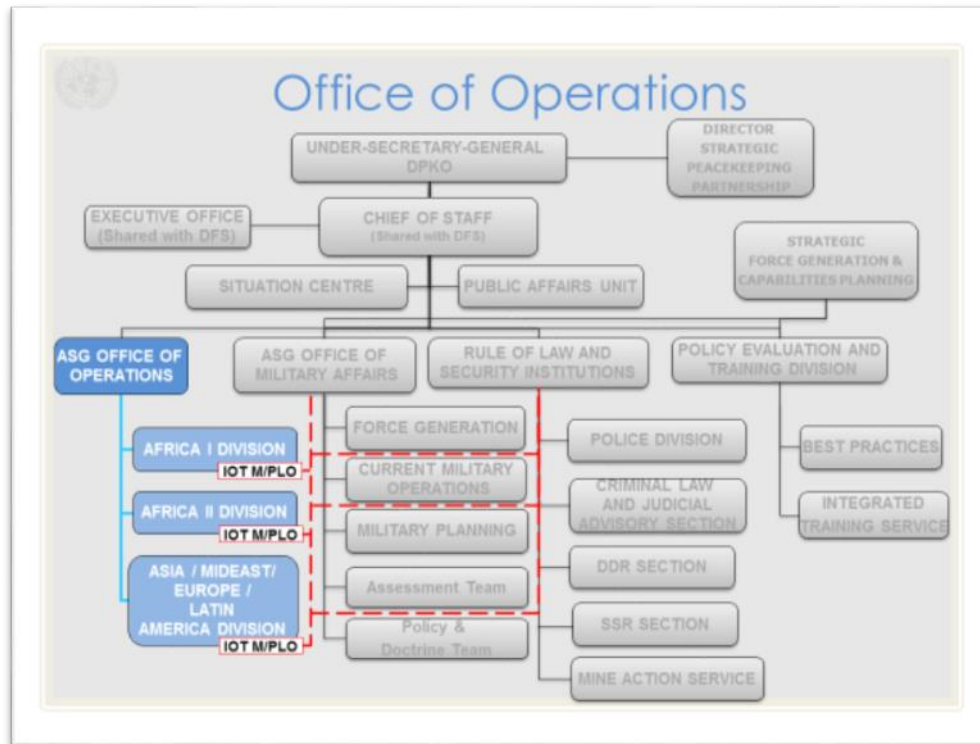 Office of Operations
UNDER-SECRETARY-GENERAL
DPKO
DIRECTOR
STRATEGIC
PEACEKEEPING
PARTNERSHIP
EXECUTIVE OFFICE
(Shared with DFS)
CHIEF OF STAFF
(Shared with DFS)
STRATEGIC
FORCE GENERATION &
CAPABILITIES PLANNING
SITUATION CENTRE
PUBLIC AFFAIRS UNIT
ASG OFFICE OF
OPERATIONS
ASG OFFICE OF
MILITARY AFFAIRS
RULE OF LAW AND
SECURITY INSTITUTIONS
POLICY EVALUATION AND
TRAINING DIVISION
AFRICA I DIVISION
IOT M/PLO
AFRICA II DIVISION
IOT M/PLO
ASIA / MIDEAST/
EUROPE /
LATIN
AMERICA DIVISION
IOT M/PLO
FORCE GENERATION
CURRENT MILITARY
OPERATIONS
MILITARY PLANNING
Assessment Team
Policy &
Doctrine Team
POLICE DIVISION
CRIMINAL LAW
AND JUDICIAL
ADVISORY SECTION
DDR SECTION
SSR SECTION
MINE ACTION SERVICE
BEST PRACTICES
INTEGRATED
TRAINING SERVICE